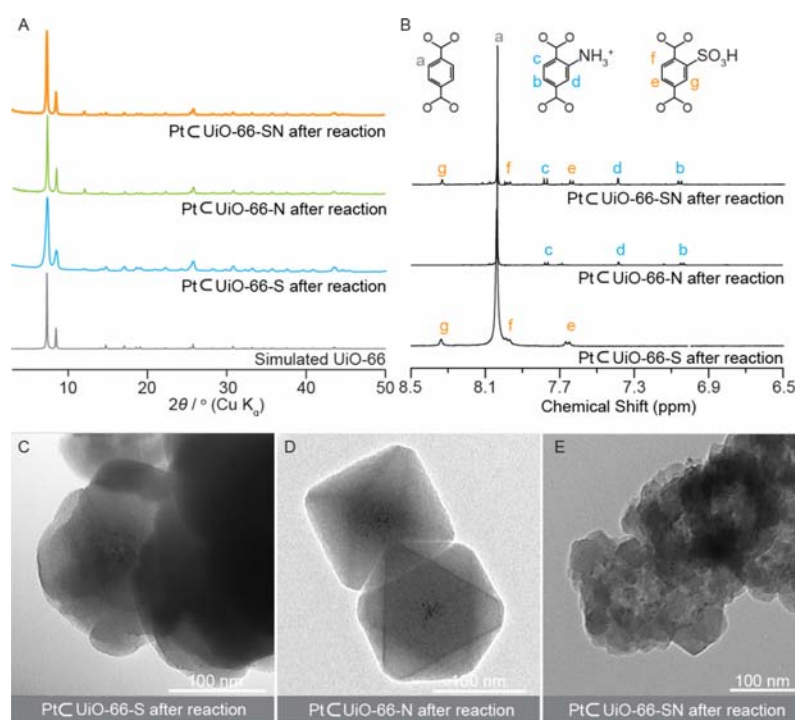 A
Pt⊂UiO-66-SN after reaction
Pt⊂UiO-66-N after reaction
Pt⊂UiO-66-S after reaction
Simulated UiO-66
10 20 30 40 50
2θ / ° (Cu Kα)
B
a
a
c
b
d
NH₃⁺
f
e
g
SO₃H
g f c e d b
Pt⊂UiO-66-SN after reaction
c d b
Pt⊂UiO-66-N after reaction
g f e
Pt⊂UiO-66-S after reaction
8.5 8.1 7.7 7.3 6.9 6.5
Chemical Shift (ppm)
C
100 nm
Pt⊂UiO-66-S after reaction
D
100 nm
Pt⊂UiO-66-N after reaction
E
100 nm
Pt⊂UiO-66-SN after reaction